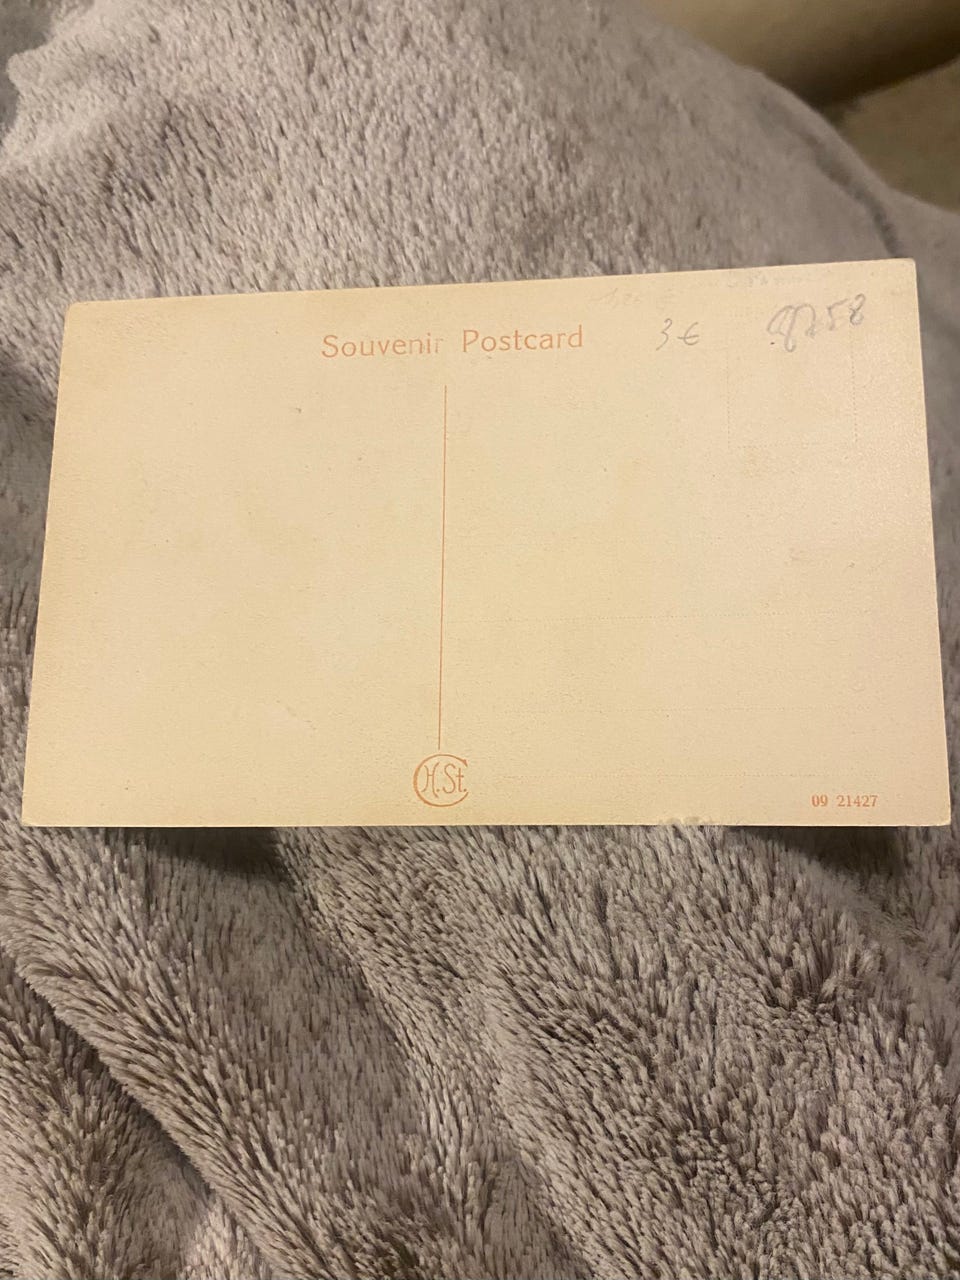 Souvenir Postcard
3 €
8758
H.St.
09 21427